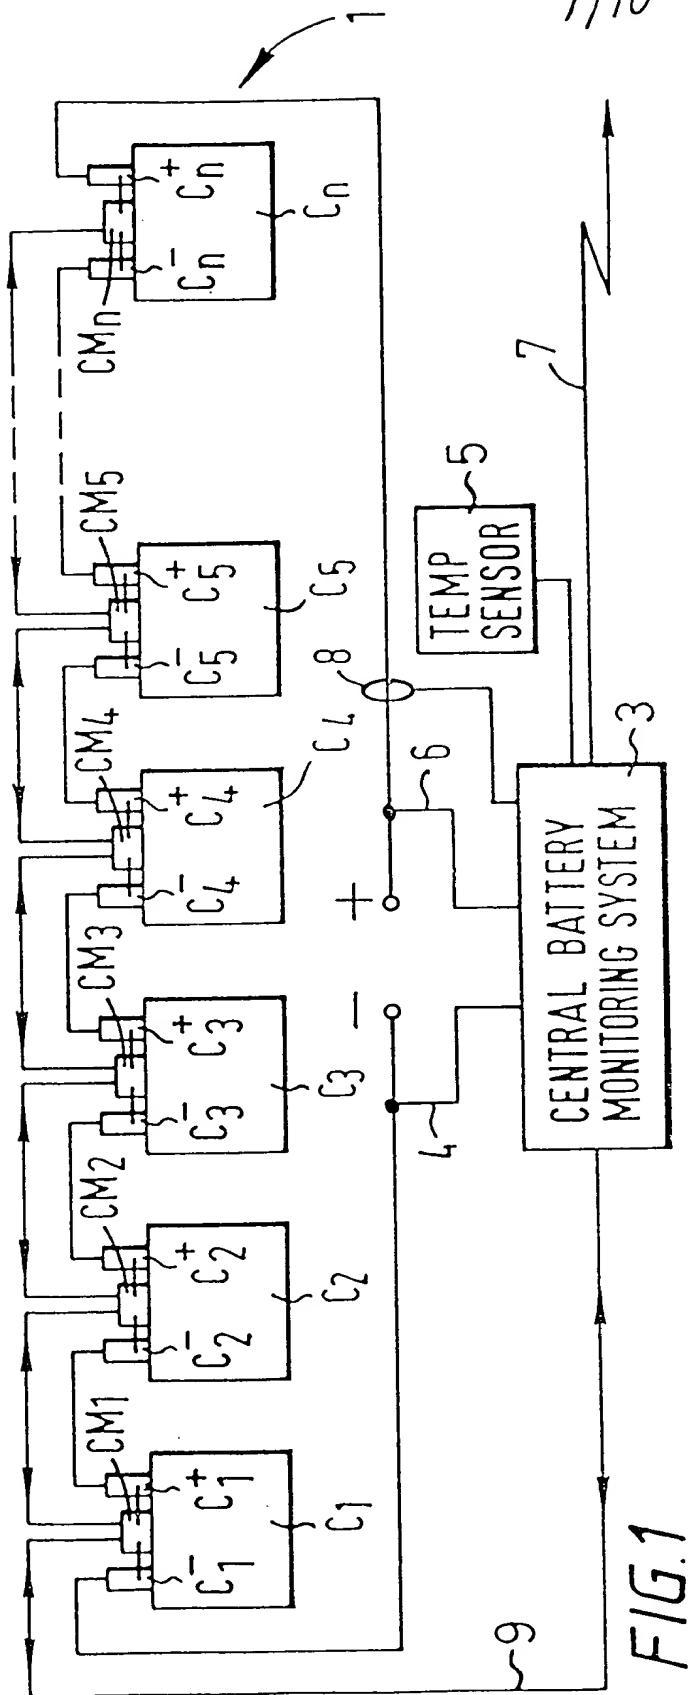 CM1
CM2
CM3
CM4
CM5
CMn
C1-
C1+
C2-
C2+
C3-
C3+
C4-
C4+
C5-
C5+
Cn-
Cn+
C1
C2
C3
C4
C5
Cn
1
−
+
8
4
6
5
TEMP
SENSOR
7
9
3
CENTRAL BATTERY
MONITORING SYSTEM
FIG.1